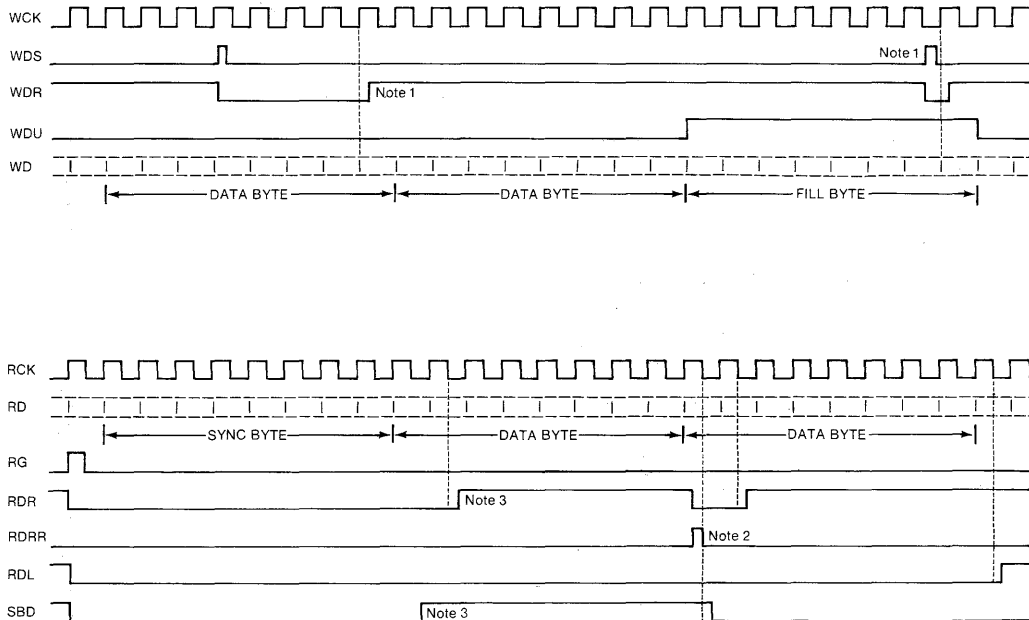 WCK
WDS Note 1
WDR Note 1
WDU
WD
DATA BYTE DATA BYTE FILL BYTE
RCK
RD
SYNC BYTE DATA BYTE DATA BYTE
RG
RDR Note 3
RDRR Note 2
RDL
SBD Note 3